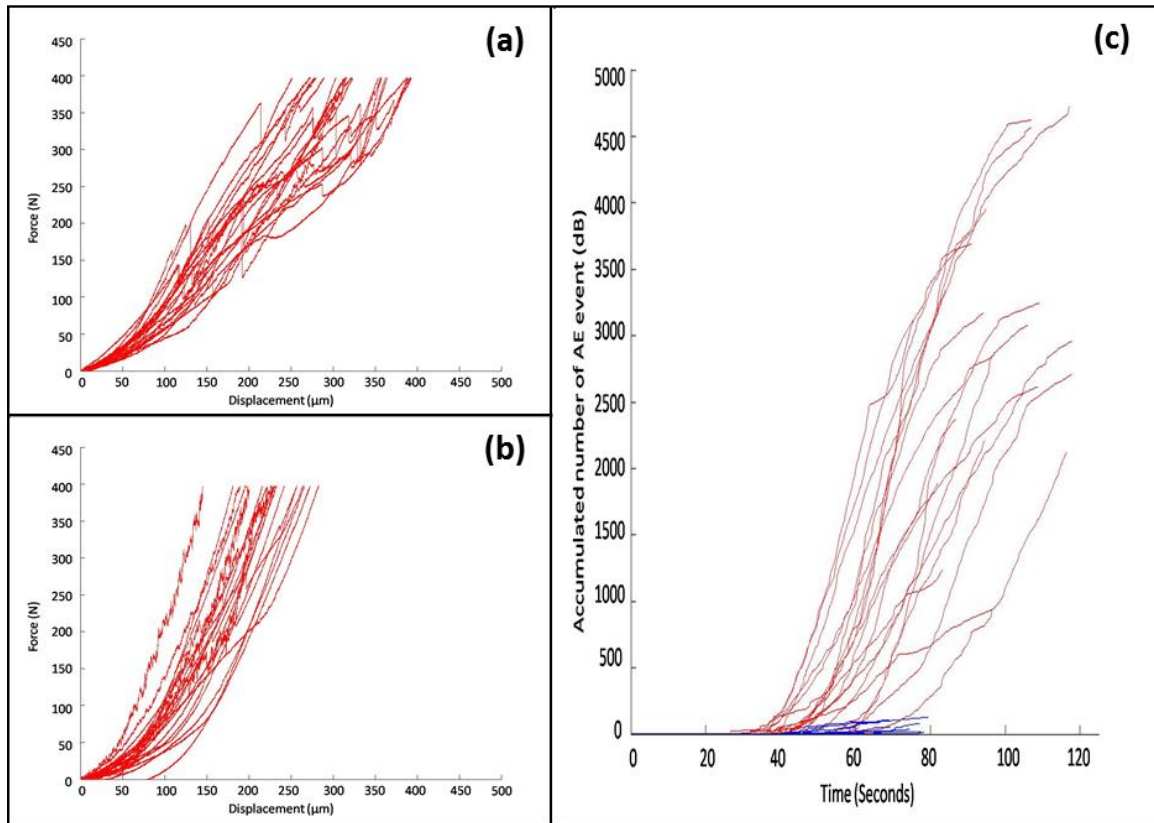 (a)
450
400
350
300
250
200
150
100
50
0
Force (N)
0 50 100 150 200 250 300 350 400 450 500
Displacement (µm)
(b)
450
400
350
300
250
200
150
100
50
0
Force (N)
0 50 100 150 200 250 300 350 400 450 500
Displacement (µm)
(c)
5000
4500
4000
3500
3000
2500
2000
1500
1000
500
0
Accumulated number of AE event (dB)
0 20 40 60 80 100 120
Time (Seconds)